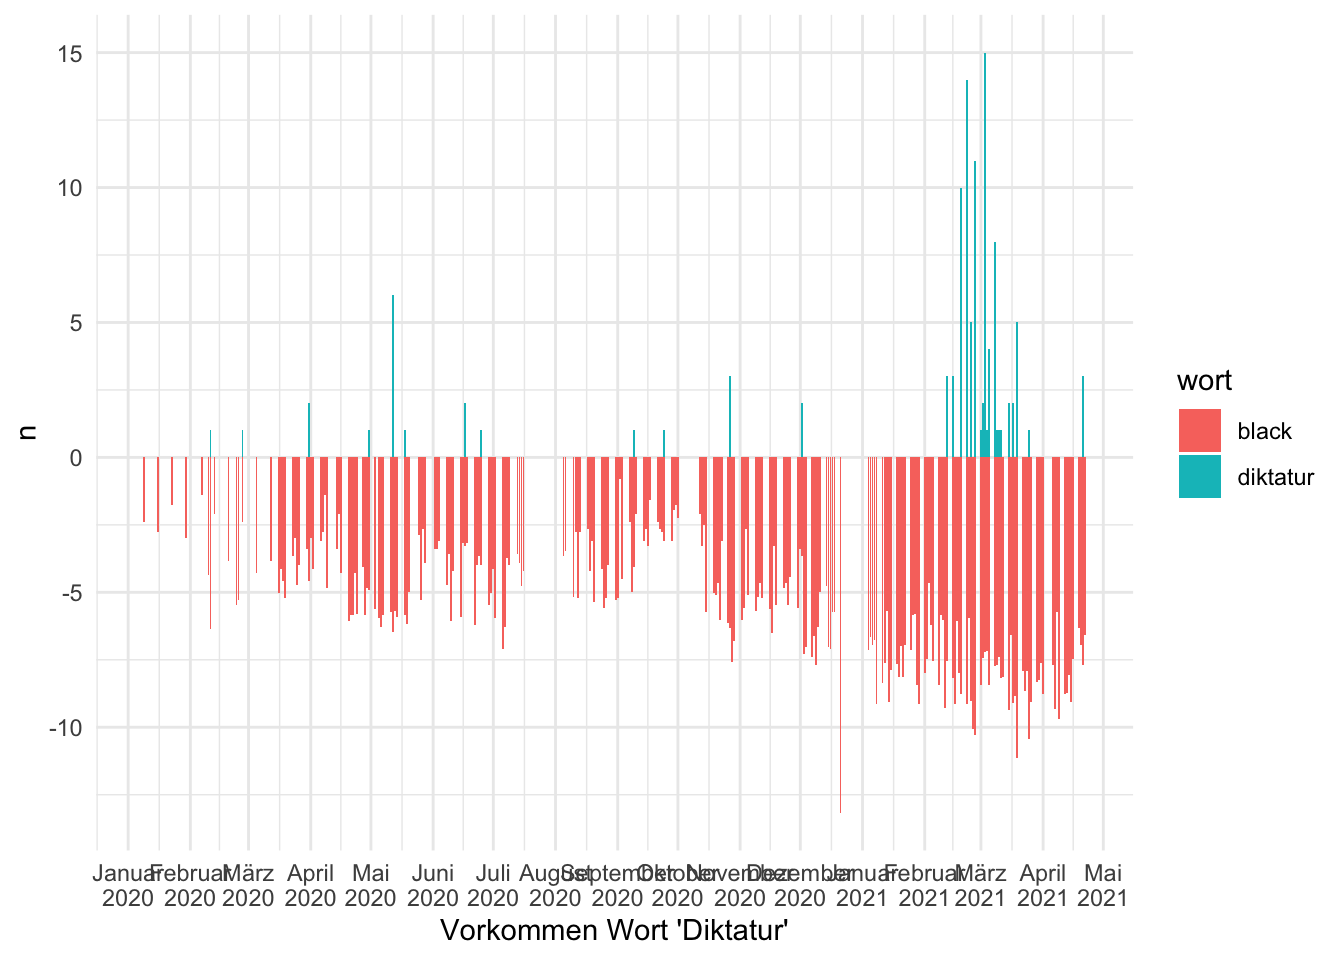 15
10
5
0
-5
-10
n
Januar Februar März April Mai Juni Juli August September Oktober November Dezember Januar Februar März April Mai
2020 2020 2020 2020 2020 2020 2020 2020 2020 2020 2020 2020 2021 2021 2021 2021 2021
Vorkommen Wort 'Diktatur'
wort
black
diktatur